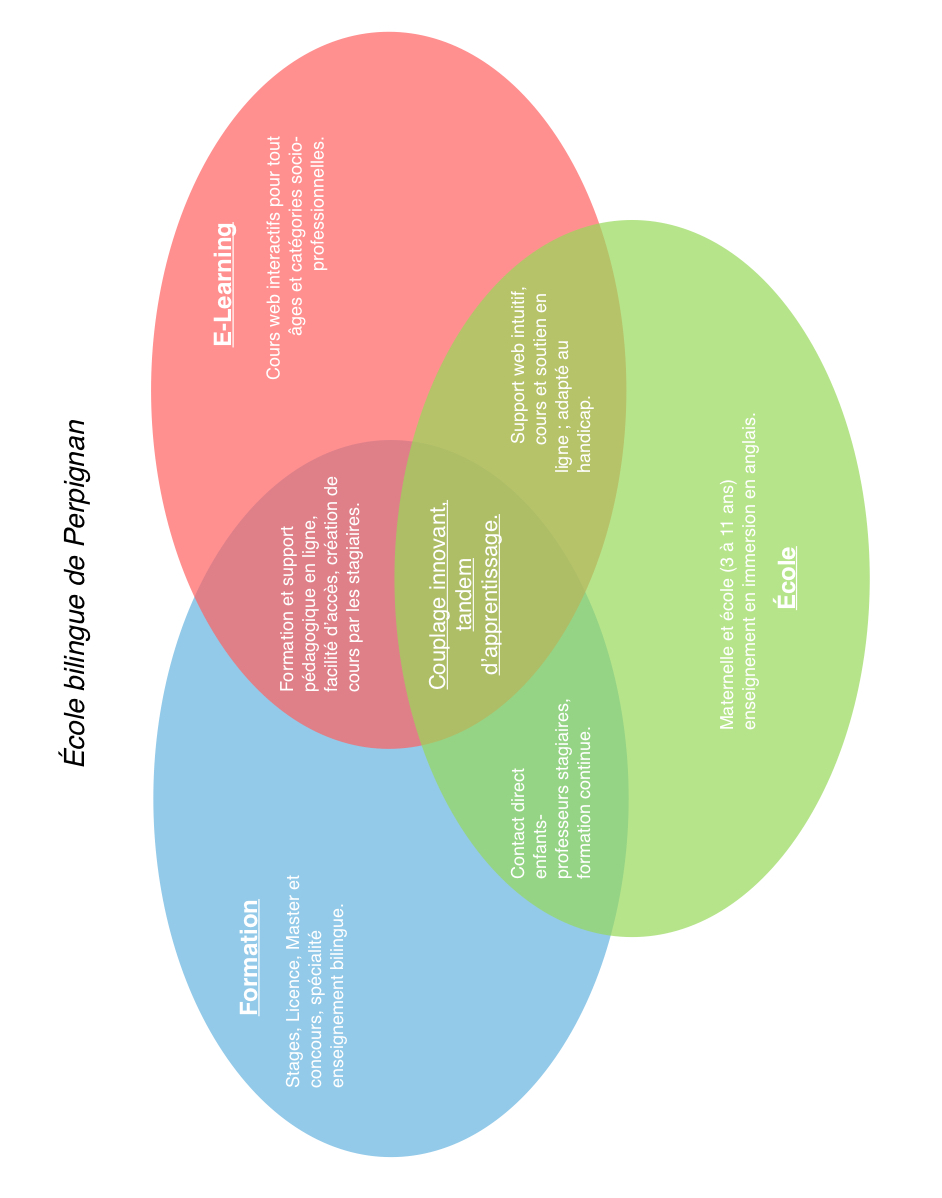 École bilingue de Perpignan
Formation
Stages, Licence, Master et
concours, spécialité
enseignement bilingue.
E-Learning
Cours web interactifs pour tout
âges et catégories socio-
professionnelles.
Formation et support
pédagogique en ligne,
facilité d'accès, création de
cours par les stagiaires.
Couplage innovant,
tandem
d'apprentissage.
Contact direct
enfants-
professeurs stagiaires,
formation continue.
Support web intuitif,
cours et soutien en
ligne ; adapté au
handicap.
Maternelle et école (3 à 11 ans)
enseignement en immersion en anglais.
École